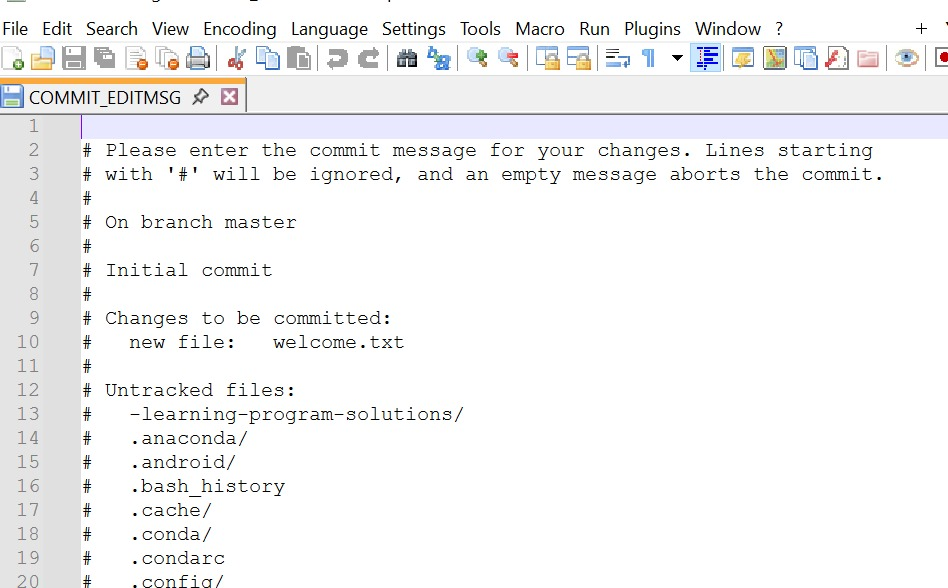 File Edit Search View Encoding Language Settings Tools Macro Run Plugins Window ? +
COMMIT_EDITMSG
1
2 # Please enter the commit message for your changes. Lines starting
3 # with '#' will be ignored, and an empty message aborts the commit.
4 #
5 # On branch master
6 #
7 # Initial commit
8 #
9 # Changes to be committed:
10 # new file: welcome.txt
11 #
12 # Untracked files:
13 # -learning-program-solutions/
14 # .anaconda/
15 # .android/
16 # .bash_history
17 # .cache/
18 # .conda/
19 # .condarc
20 # .config/